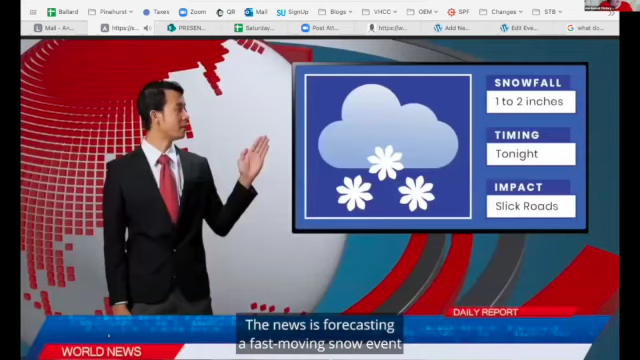 Ballard
Pinehurst
Taxes
Zoom
QR
Mail
SignUp
Blogs
VHCC
OEM
SPF
Changes
STB
Mail - An...
https://s...
PRESEN...
Saturday...
Post Att...
https://w...
Add Ne...
Edit Eve...
what do...
SNOWFALL
1 to 2 inches
TIMING
Tonight
IMPACT
Slick Roads
DAILY REPORT
The news is forecasting
a fast-moving snow event
WORLD NEWS